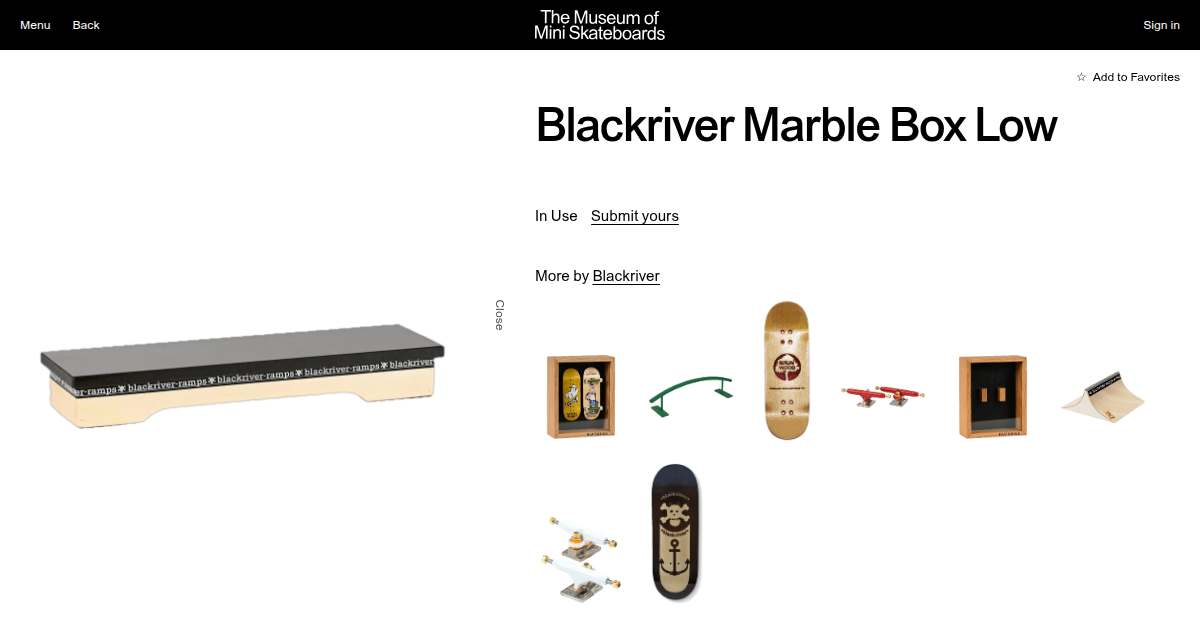 Menu
Back
The Museum of
Mini Skateboards
Sign in
☆ Add to Favorites
Blackriver Marble Box Low
In Use
Submit yours
More by Blackriver
Close
er-ramps blackriver-ramps blackriver-ramps blackriver